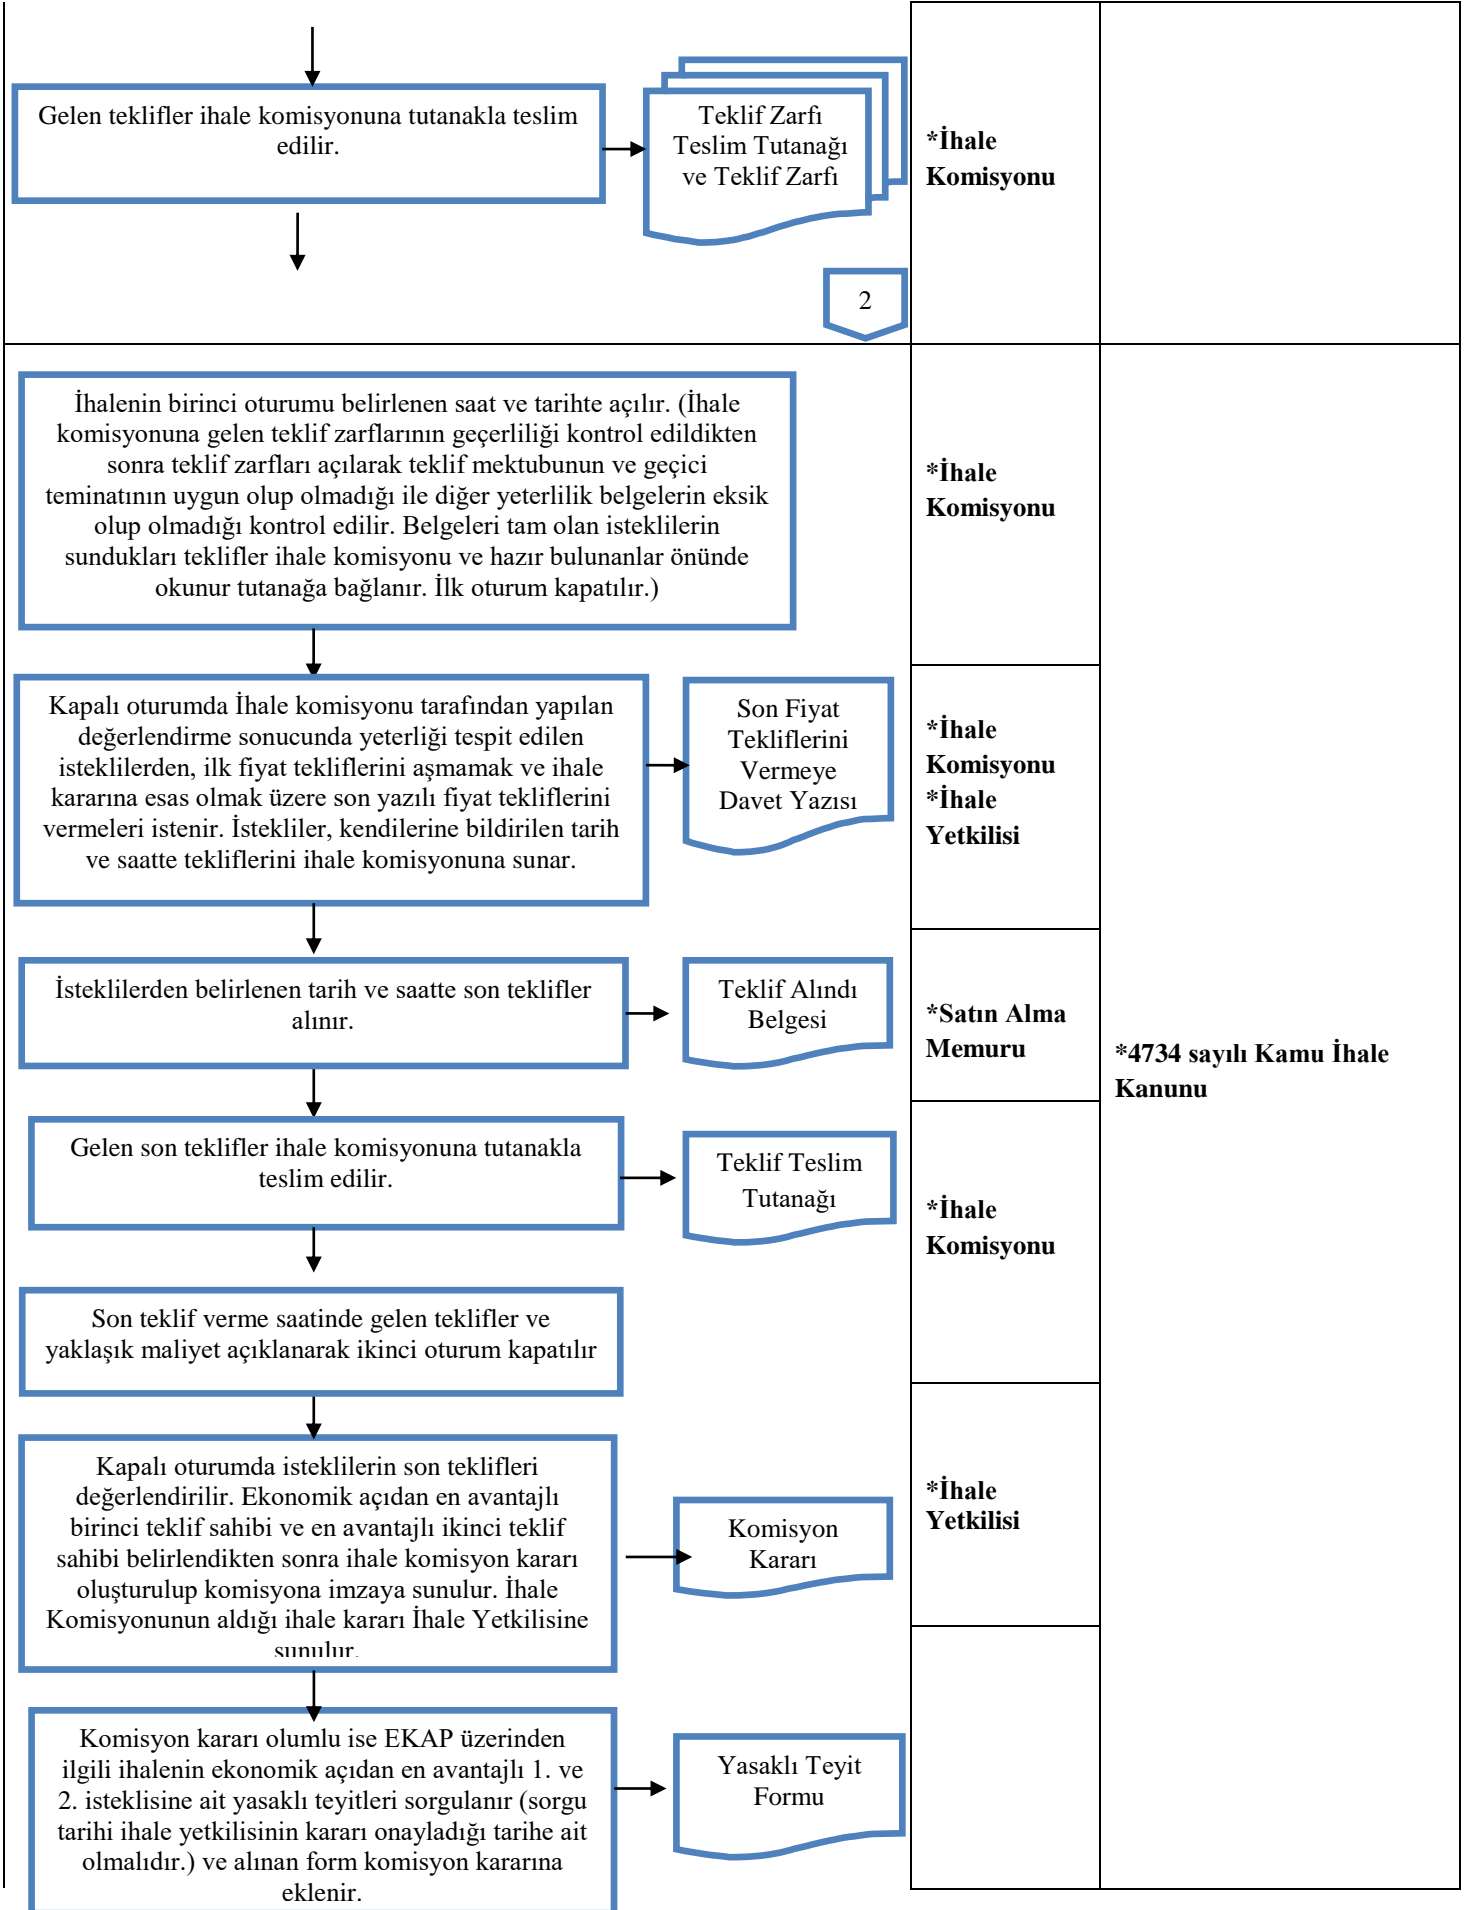 Gelen teklifler ihale komisyonuna tutanakla teslim
edilir.
Teklif Zarfı
Teslim Tutanağı
ve Teklif Zarfı
*İhale
Komisyonu
2
İhalenin birinci oturumu belirlenen saat ve tarihte açılır. (İhale
komisyonuna gelen teklif zarflarının geçerliliği kontrol edildikten
sonra teklif zarfları açılarak teklif mektubunun ve geçici
teminatının uygun olup olmadığı ile diğer yeterlilik belgelerin eksik
olup olmadığı kontrol edilir. Belgeleri tam olan isteklilerin
sundukları teklifler ihale komisyonu ve hazır bulunanlar önünde
okunur tutanağa bağlanır. İlk oturum kapatılır.)
*İhale
Komisyonu
Kapalı oturumda İhale komisyonu tarafından yapılan
değerlendirme sonucunda yeterliği tespit edilen
isteklilerden, ilk fiyat tekliflerini aşmamak ve ihale
kararına esas olmak üzere son yazılı fiyat tekliflerini
vermeleri istenir. İstekliler, kendilerine bildirilen tarih
ve saatte tekliflerini ihale komisyonuna sunar.
Son Fiyat
Tekliflerini
Vermeye
Davet Yazısı
*İhale
Komisyonu
*İhale
Yetkilisi
İsteklilerden belirlenen tarih ve saatte son teklifler
alınır.
Teklif Alındı
Belgesi
*Satın Alma
Memuru
*4734 sayılı Kamu İhale
Kanunu
Gelen son teklifler ihale komisyonuna tutanakla
teslim edilir.
Teklif Teslim
Tutanağı
*İhale
Komisyonu
Son teklif verme saatinde gelen teklifler ve
yaklaşık maliyet açıklanarak ikinci oturum kapatılır
Kapalı oturumda isteklilerin son teklifleri
değerlendirilir. Ekonomik açıdan en avantajlı
birinci teklif sahibi ve en avantajlı ikinci teklif
sahibi belirlendikten sonra ihale komisyon kararı
oluşturulup komisyona imzaya sunulur. İhale
Komisyonunun aldığı ihale kararı İhale Yetkilisine
sunulur.
Komisyon
Kararı
*İhale
Yetkilisi
Komisyon kararı olumlu ise EKAP üzerinden
ilgili ihalenin ekonomik açıdan en avantajlı 1. ve
2. isteklisine ait yasaklı teyitleri sorgulanır (sorgu
tarihi ihale yetkilisinin kararı onayladığı tarihe ait
olmalıdır.) ve alınan form komisyon kararına
eklenir.
Yasaklı Teyit
Formu